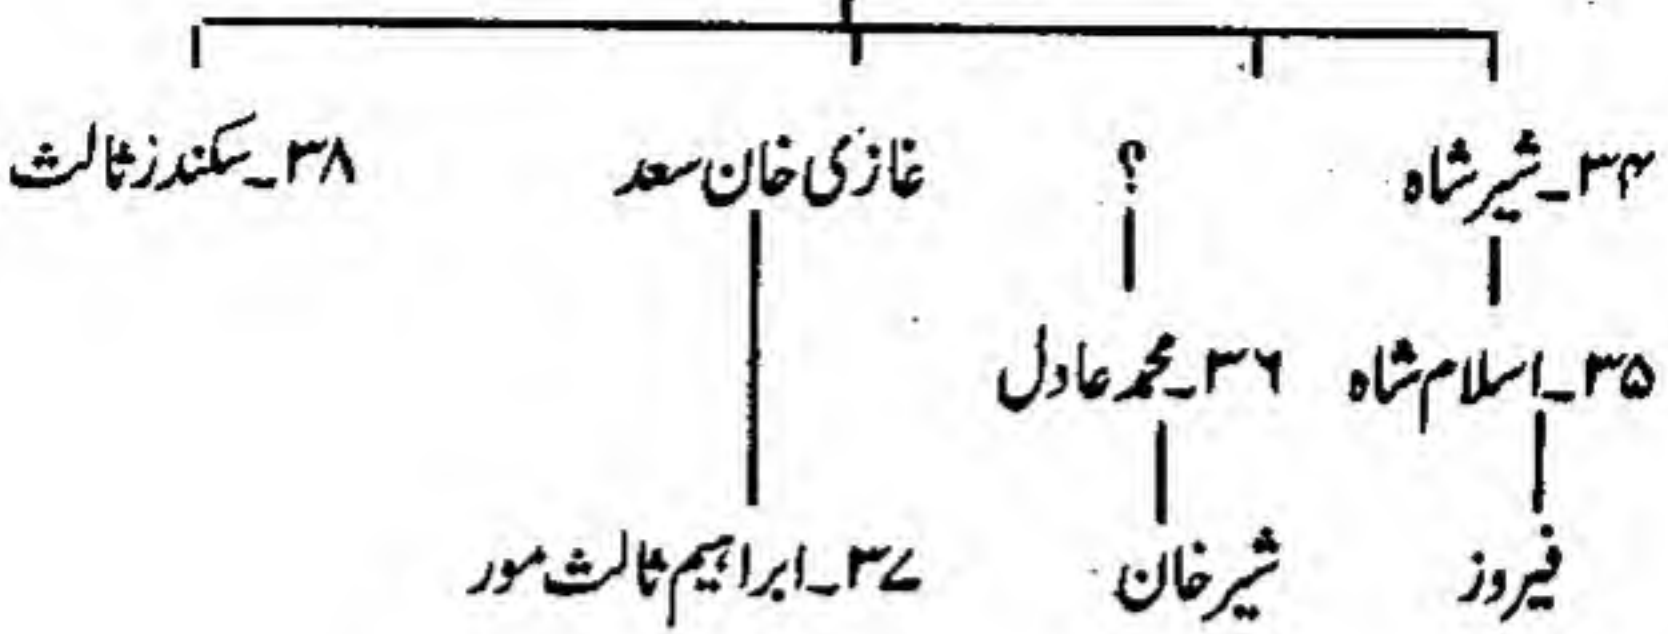 ۳۴۔شیر شاہ ؟ غازی خان سعد ۳۸۔سکندر ثالث
۳۵۔اسلام شاہ ۳۶۔محمد عادل
فیروز شیر خان ۳۷۔ابراہیم ثالث مور